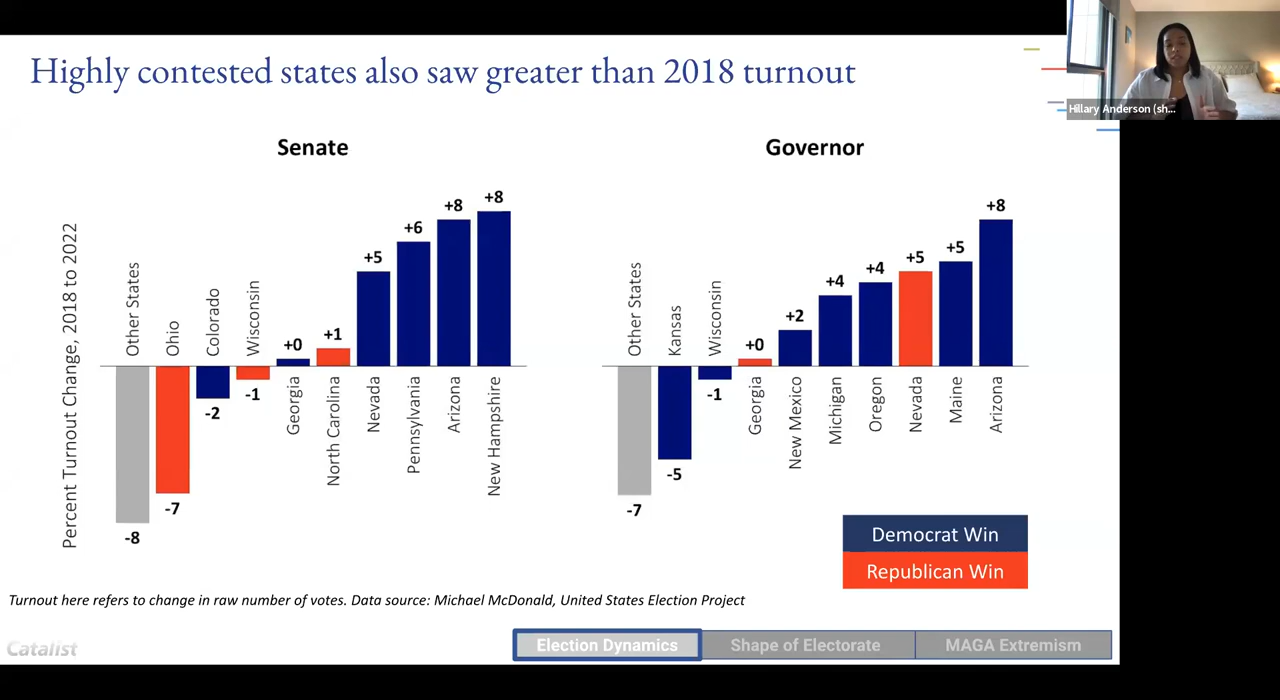 Highly contested states also saw greater than 2018 turnout
Hillary Anderson (sh...
Senate
Percent Turnout Change, 2018 to 2022
Other States
-8
Ohio
-7
Colorado
-2
Wisconsin
-1
+0
Georgia
+1
North Carolina
+5
Nevada
+6
Pennsylvania
+8
Arizona
+8
New Hampshire
Governor
Other States
-7
Kansas
-5
Wisconsin
-1
+0
Georgia
+2
New Mexico
+4
Michigan
+4
Oregon
+5
Nevada
+5
Maine
+8
Arizona
Democrat Win
Republican Win
Turnout here refers to change in raw number of votes. Data source: Michael McDonald, United States Election Project
Catalist
Election Dynamics
Shape of Electorate
MAGA Extremism